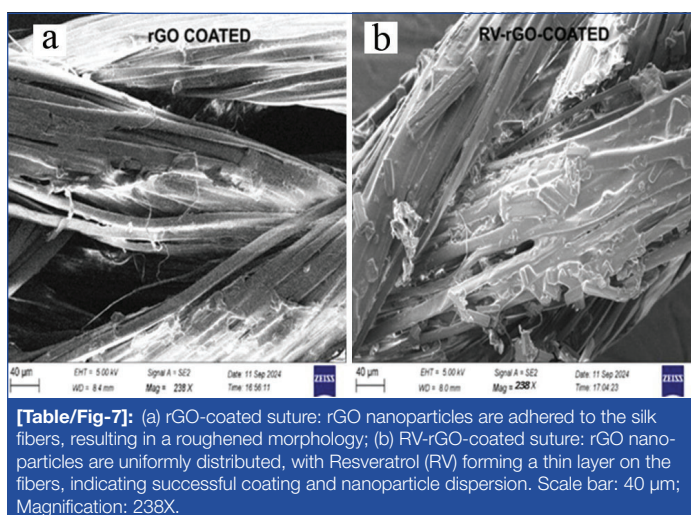 a
rGO COATED
40 µm
EHT = 5.00 kV
Signal A = SE2
Date: 11 Sep 2024
WD = 8.4 mm
Mag = 238 X
Time: 16:56:11
ZEISS
b
RV-rGO-COATED
40 µm
EHT = 5.00 kV
Signal A = SE2
Date: 11 Sep 2024
WD = 8.0 mm
Mag = 238 X
Time: 17:04:23
ZEISS
[Table/Fig-7]: (a) rGO-coated suture: rGO nanoparticles are adhered to the silk
fibers, resulting in a roughened morphology; (b) RV-rGO-coated suture: rGO nano-
particles are uniformly distributed, with Resveratrol (RV) forming a thin layer on the
fibers, indicating successful coating and nanoparticle dispersion. Scale bar: 40 µm;
Magnification: 238X.